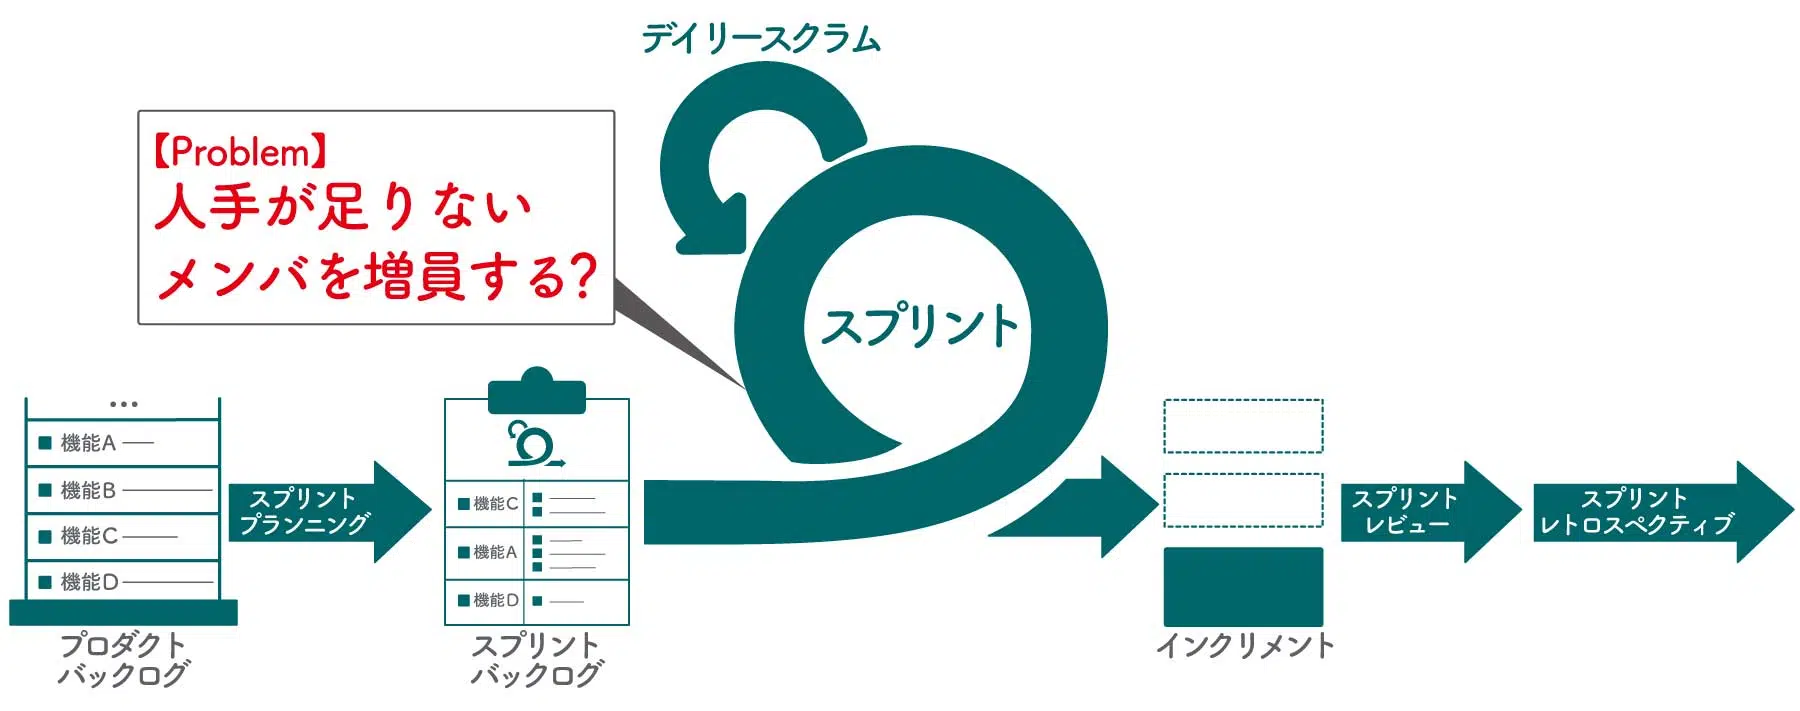 デイリースクラム
【Problem】
人手が足りない
メンバを増員する?
スプリント
…
機能A
機能B
機能C
機能D
プロダクト
バックログ
スプリント
プランニング
機能C
機能A
機能D
スプリント
バックログ
インクリメント
スプリント
レビュー
スプリント
レトロスペクティブ